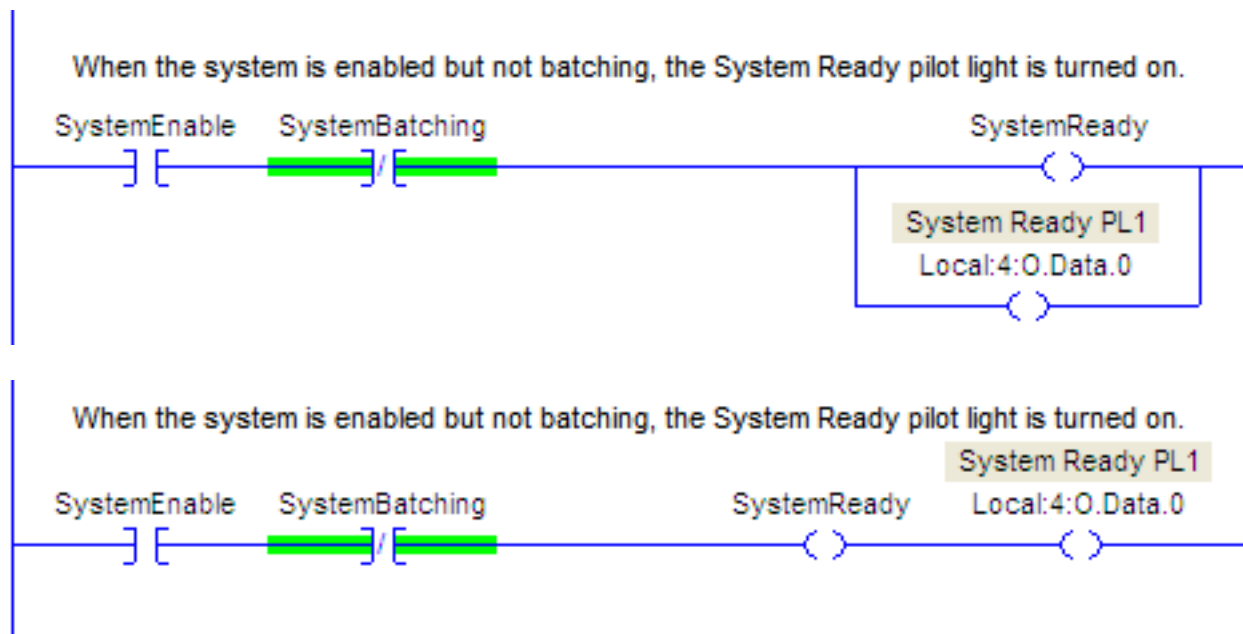 When the system is enabled but not batching, the System Ready pilot light is turned on.
SystemEnable SystemBatching SystemReady
System Ready PL1
Local:4:O.Data.0
When the system is enabled but not batching, the System Ready pilot light is turned on.
System Ready PL1
SystemEnable SystemBatching SystemReady Local:4:O.Data.0